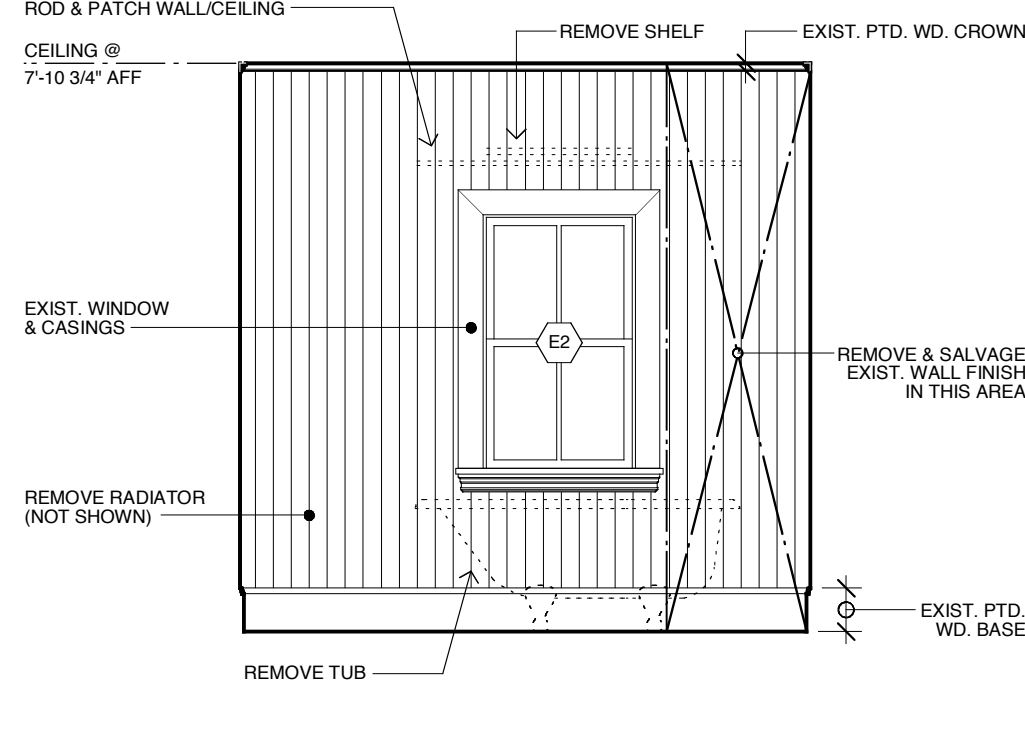 ROD & PATCH WALL/CEILING
REMOVE SHELF
EXIST. PTD. WD. CROWN
CEILING @
7'-10 3/4" AFF
EXIST. WINDOW
& CASINGS
E2
REMOVE & SALVAGE
EXIST. WALL FINISH
IN THIS AREA
REMOVE RADIATOR
(NOT SHOWN)
EXIST. PTD.
WD. BASE
REMOVE TUB